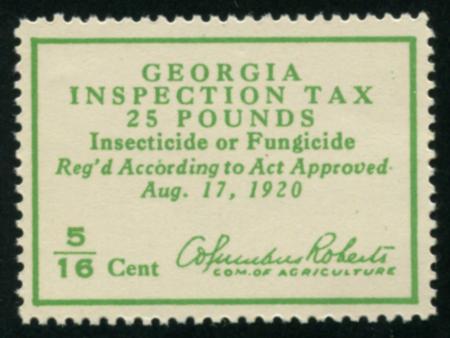 GEORGIA
INSPECTION TAX
25 POUNDS
Insecticide or Fungicide
Reg'd According to Act Approved
Aug. 17, 1920
5/16 Cent
Columbus Roberts
COM. OF AGRICULTURE